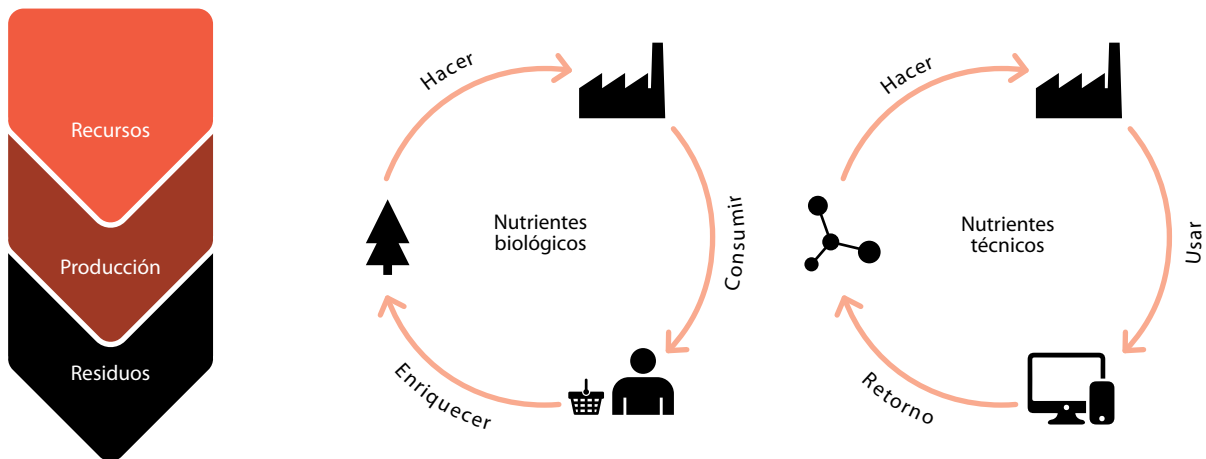 Recursos
Producción
Residuos
Hacer
Nutrientes
biológicos
Consumir
Enriquecer
Hacer
Nutrientes
técnicos
Usar
Retorno